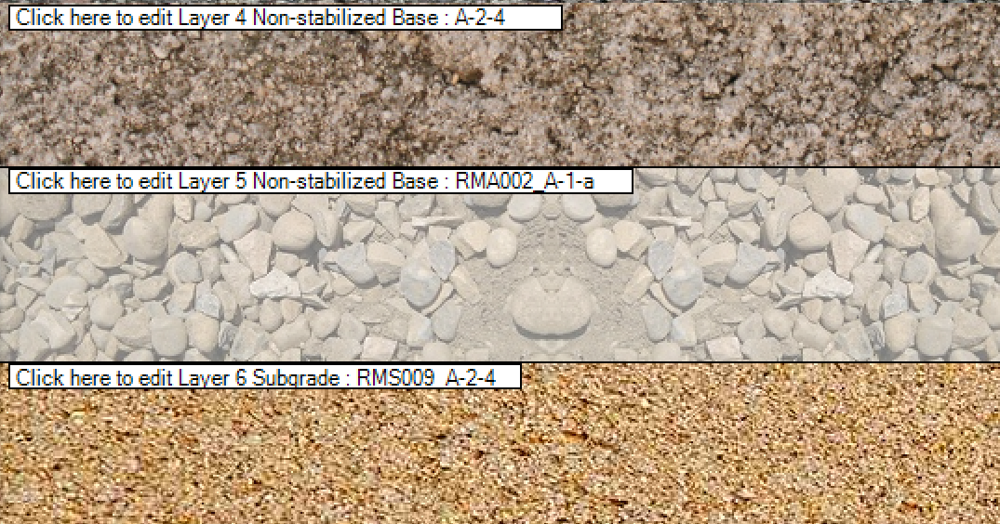 Click here to edit Layer 4 Non-stabilized Base : A-2-4
Click here to edit Layer 5 Non-stabilized Base : RMA002_A-1-a
Click here to edit Layer 6 Subgrade : RMS009_A-2-4